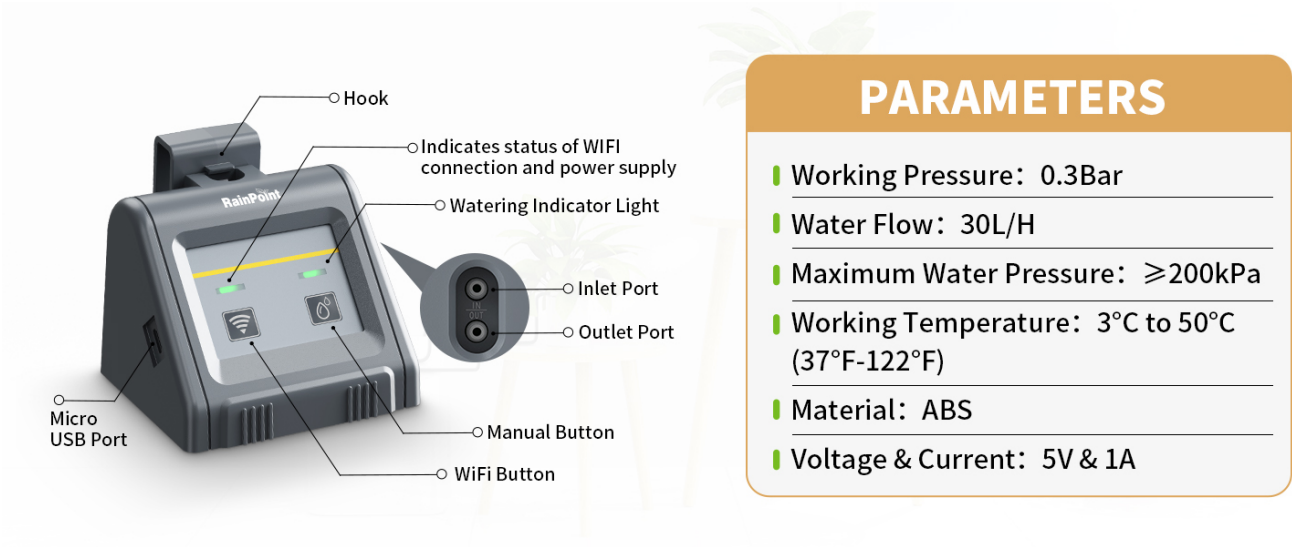 Hook
Indicates status of WIFI
connection and power supply
RainPoint
Watering Indicator Light
Inlet Port
IN
OUT
Outlet Port
Micro
USB Port
Manual Button
WiFi Button
PARAMETERS
Working Pressure：0.3Bar
Water Flow：30L/H
Maximum Water Pressure：≥200kPa
Working Temperature：3°C to 50°C
(37°F-122°F)
Material：ABS
Voltage & Current：5V & 1A